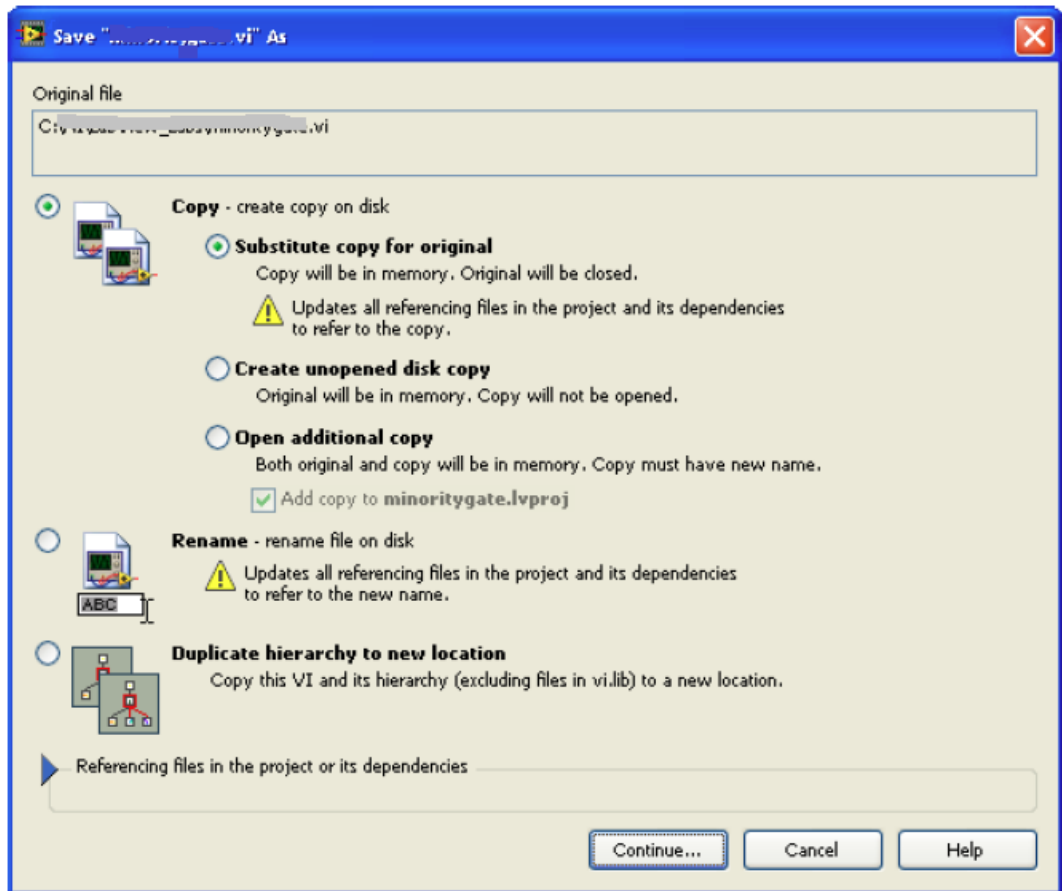 Save ".vi" As
Original file
C:\ .vi
Copy - create copy on disk
Substitute copy for original
Copy will be in memory. Original will be closed.
Updates all referencing files in the project and its dependencies
to refer to the copy.
Create unopened disk copy
Original will be in memory. Copy will not be opened.
Open additional copy
Both original and copy will be in memory. Copy must have new name.
Add copy to minoritygate.lvproj
Rename - rename file on disk
Updates all referencing files in the project and its dependencies
to refer to the new name.
ABC
Duplicate hierarchy to new location
Copy this VI and its hierarchy (excluding files in vi.lib) to a new location.
Referencing files in the project or its dependencies
Continue... Cancel Help